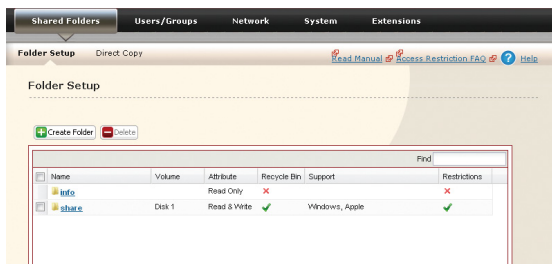 Shared Folders Users/Groups Network System Extensions
Folder Setup Direct Copy Read Manual Access Restriction FAQ ? Help
Folder Setup
Create Folder Delete
Find
Name Volume Attribute Recycle Bin Support Restrictions
info Read Only
share Disk 1 Read & Write Windows, Apple